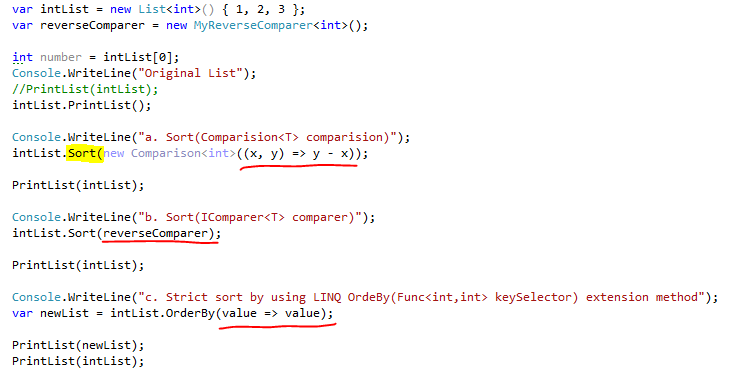 var intList = new List<int>() { 1, 2, 3 };
var reverseComparer = new MyReverseComparer<int>();
int number = intList[0];
Console.WriteLine("Original List");
//PrintList(intList);
intList.PrintList();
Console.WriteLine("a. Sort(Comparision<T> comparision)");
intList.Sort(new Comparison<int>((x, y) => y - x));
PrintList(intList);
Console.WriteLine("b. Sort(IComparer<T> comparer)");
intList.Sort(reverseComparer);
PrintList(intList);
Console.WriteLine("c. Strict sort by using LINQ OrdeBy(Func<int,int> keySelector) extension method");
var newList = intList.OrderBy(value => value);
PrintList(newList);
PrintList(intList);